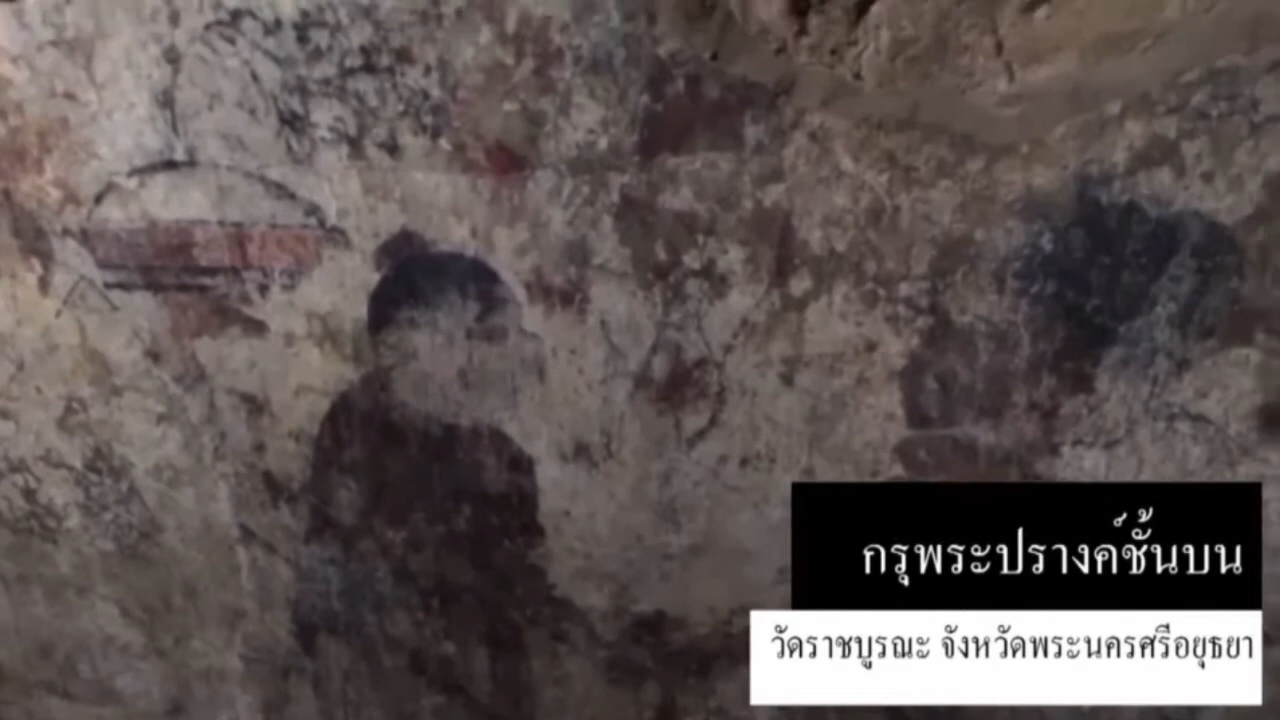 กรุพระปรางค์ชั้นบน
วัดราชบูรณะ จังหวัดพระนครศรีอยุธยา